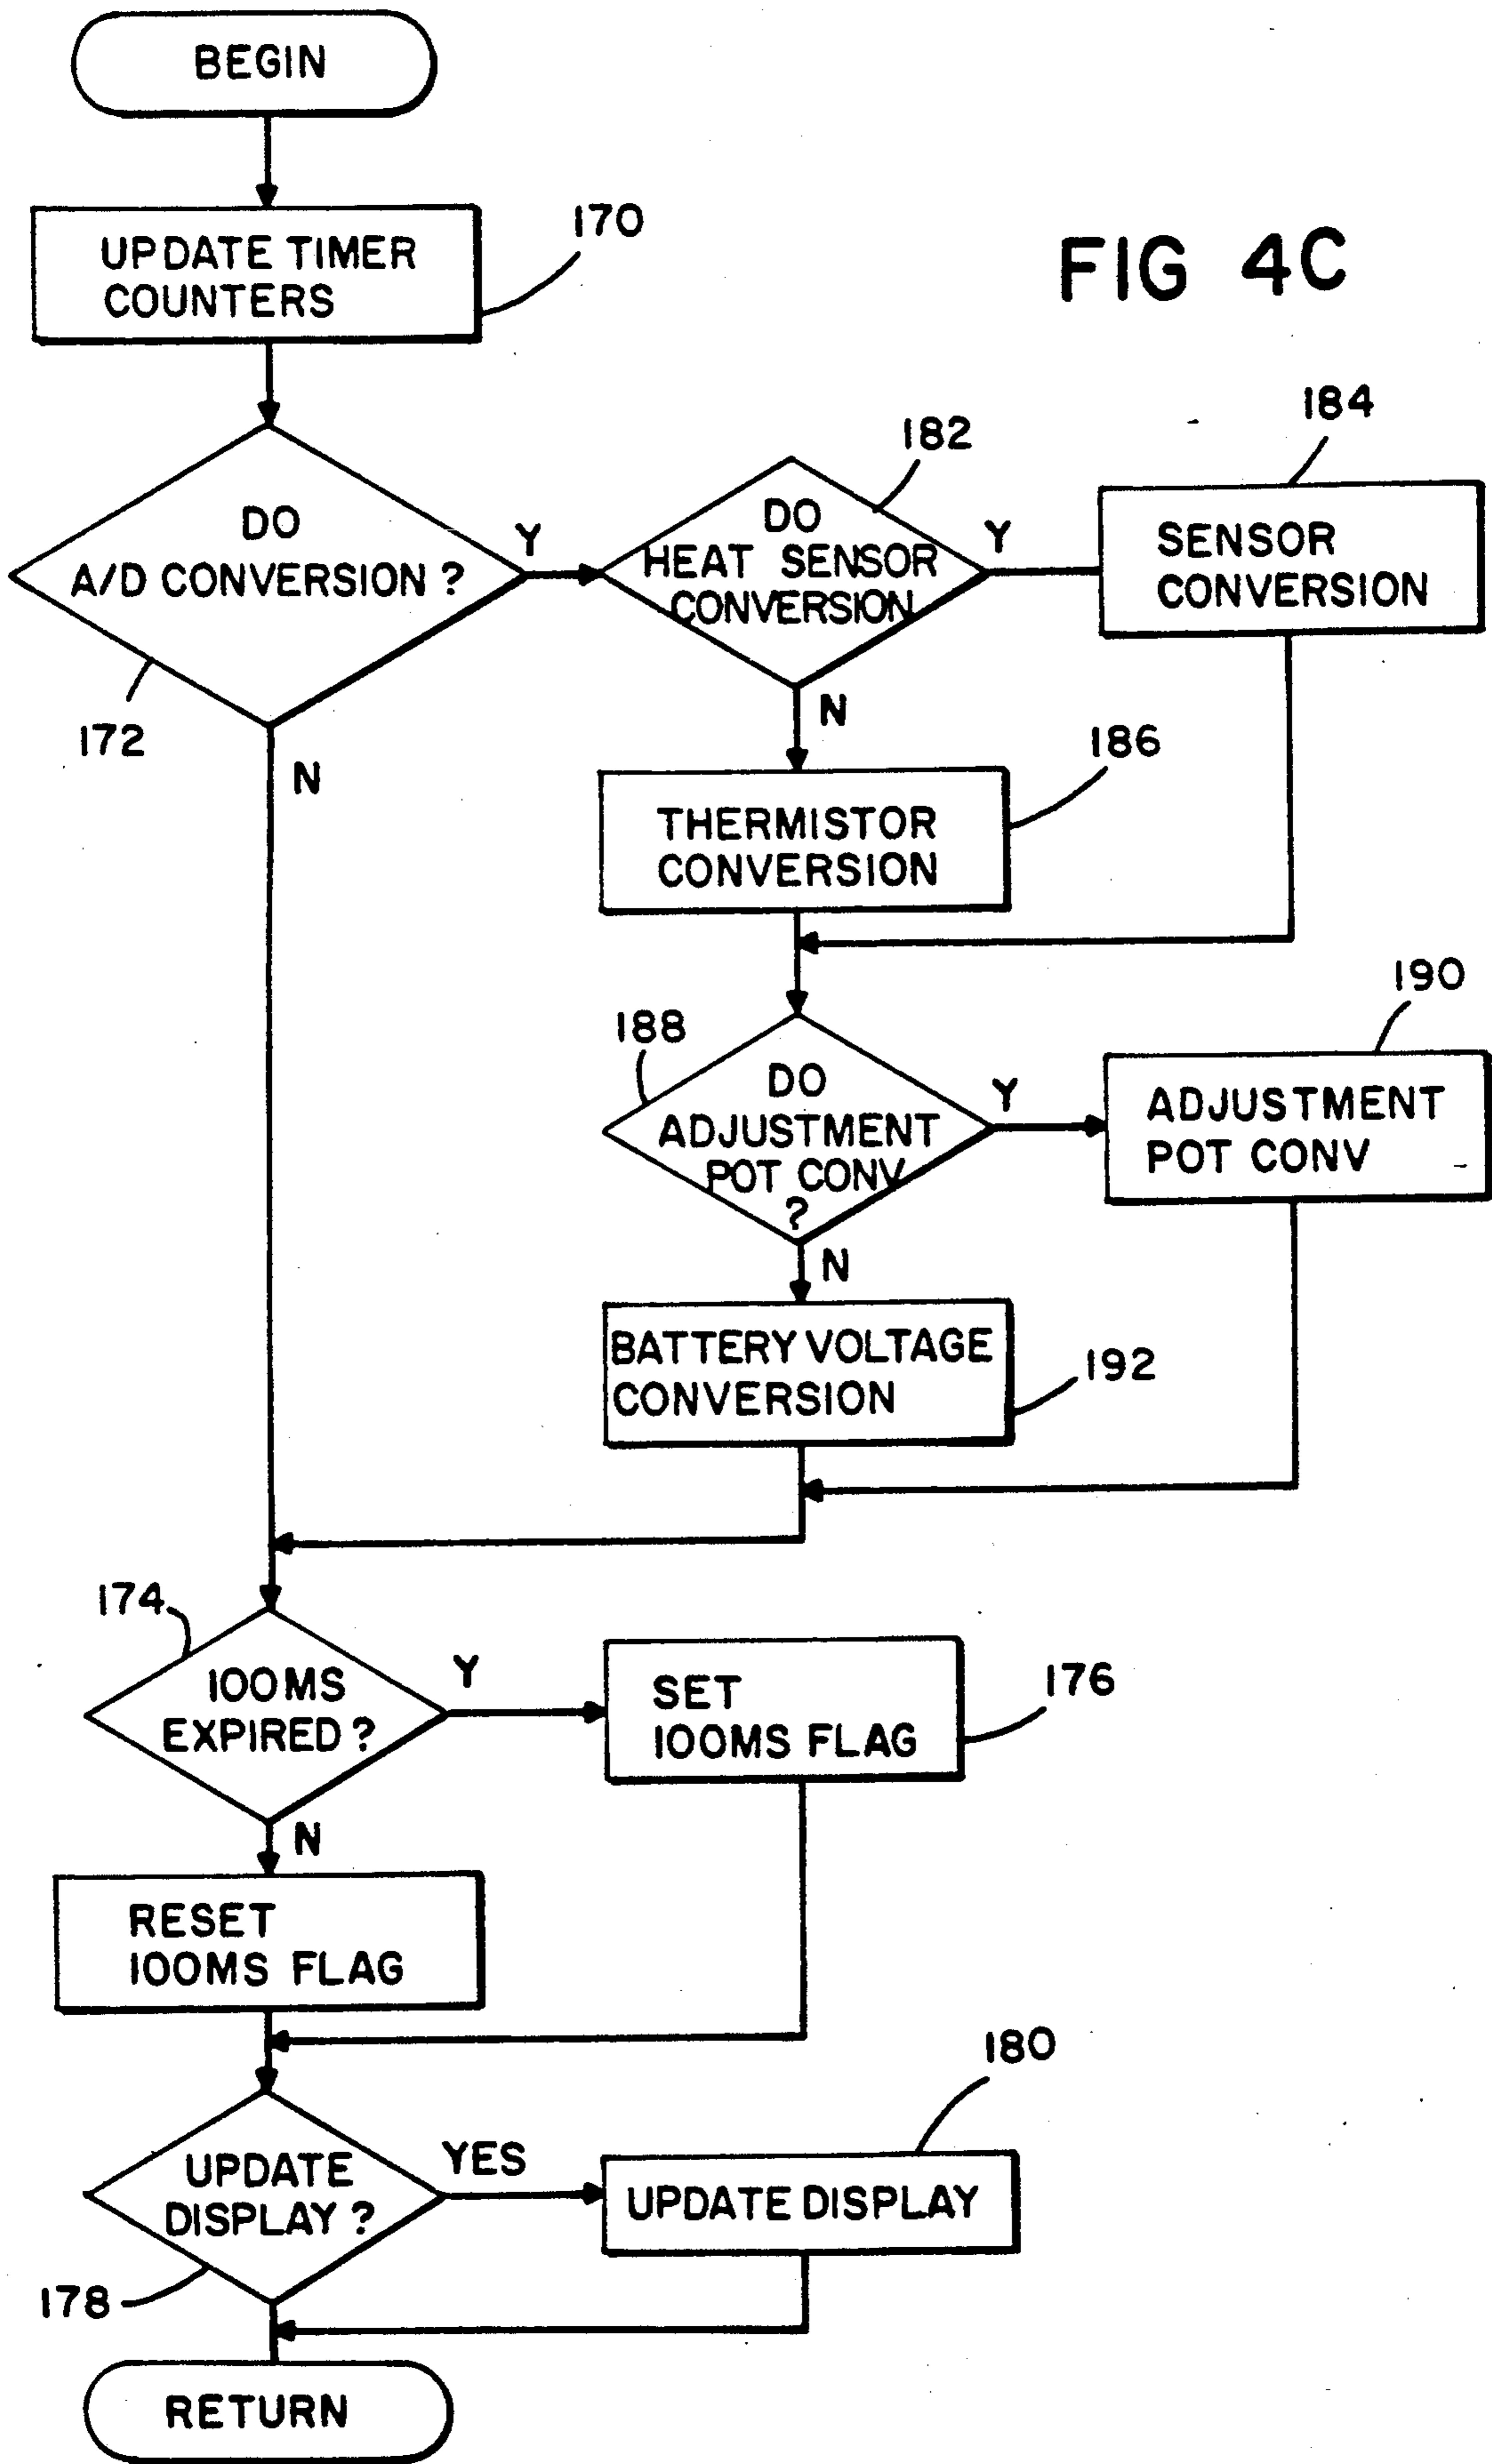 BEGIN
UPDATE TIMER
COUNTERS
170
FIG 4C
DO
A/D CONVERSION ?
Y
172
N
182
DO
HEAT SENSOR
CONVERSION
Y
184
SENSOR
CONVERSION
N
186
THERMISTOR
CONVERSION
188
DO
ADJUSTMENT
POT CONV
?
Y
190
ADJUSTMENT
POT CONV
N
BATTERY VOLTAGE
CONVERSION
192
174
100MS
EXPIRED ?
Y
SET
100MS FLAG
176
N
RESET
100MS FLAG
UPDATE
DISPLAY ?
YES
180
UPDATE DISPLAY
178
RETURN